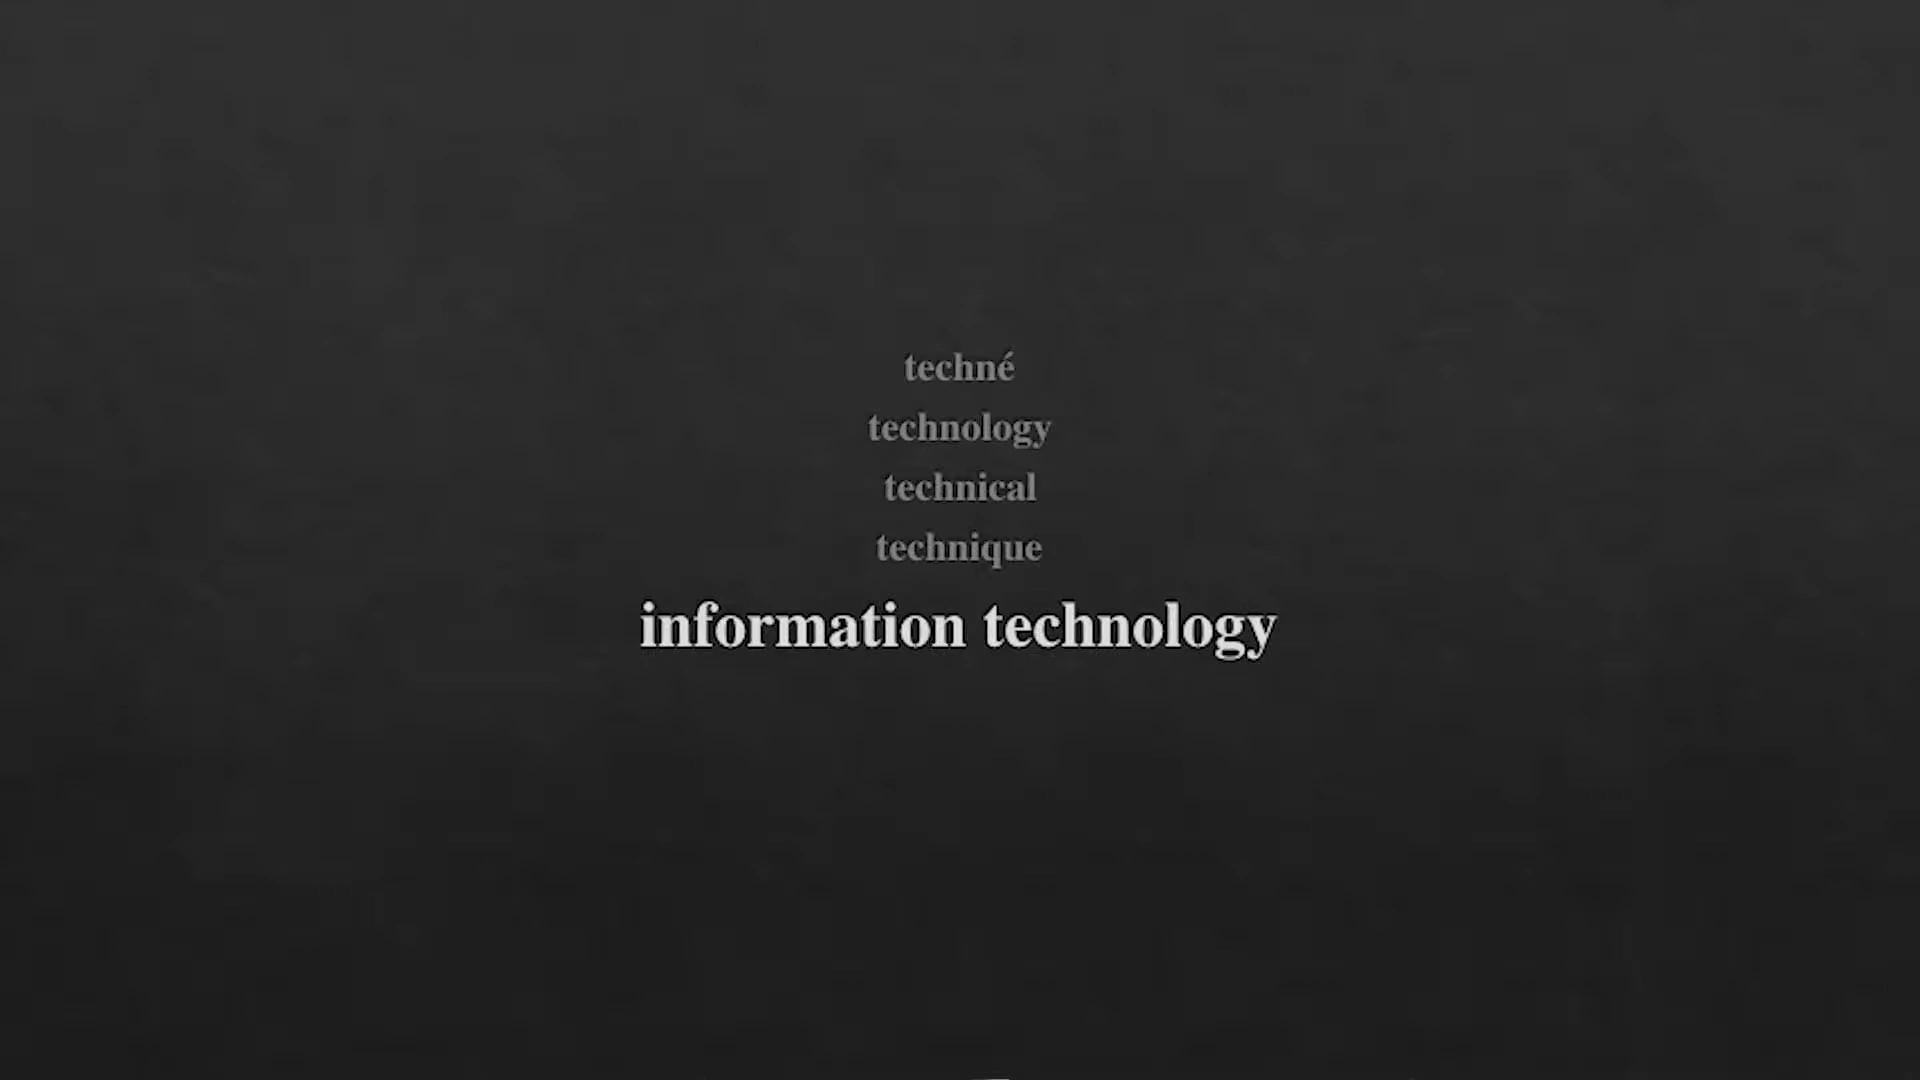 techné
technology
technical
technique
information technology